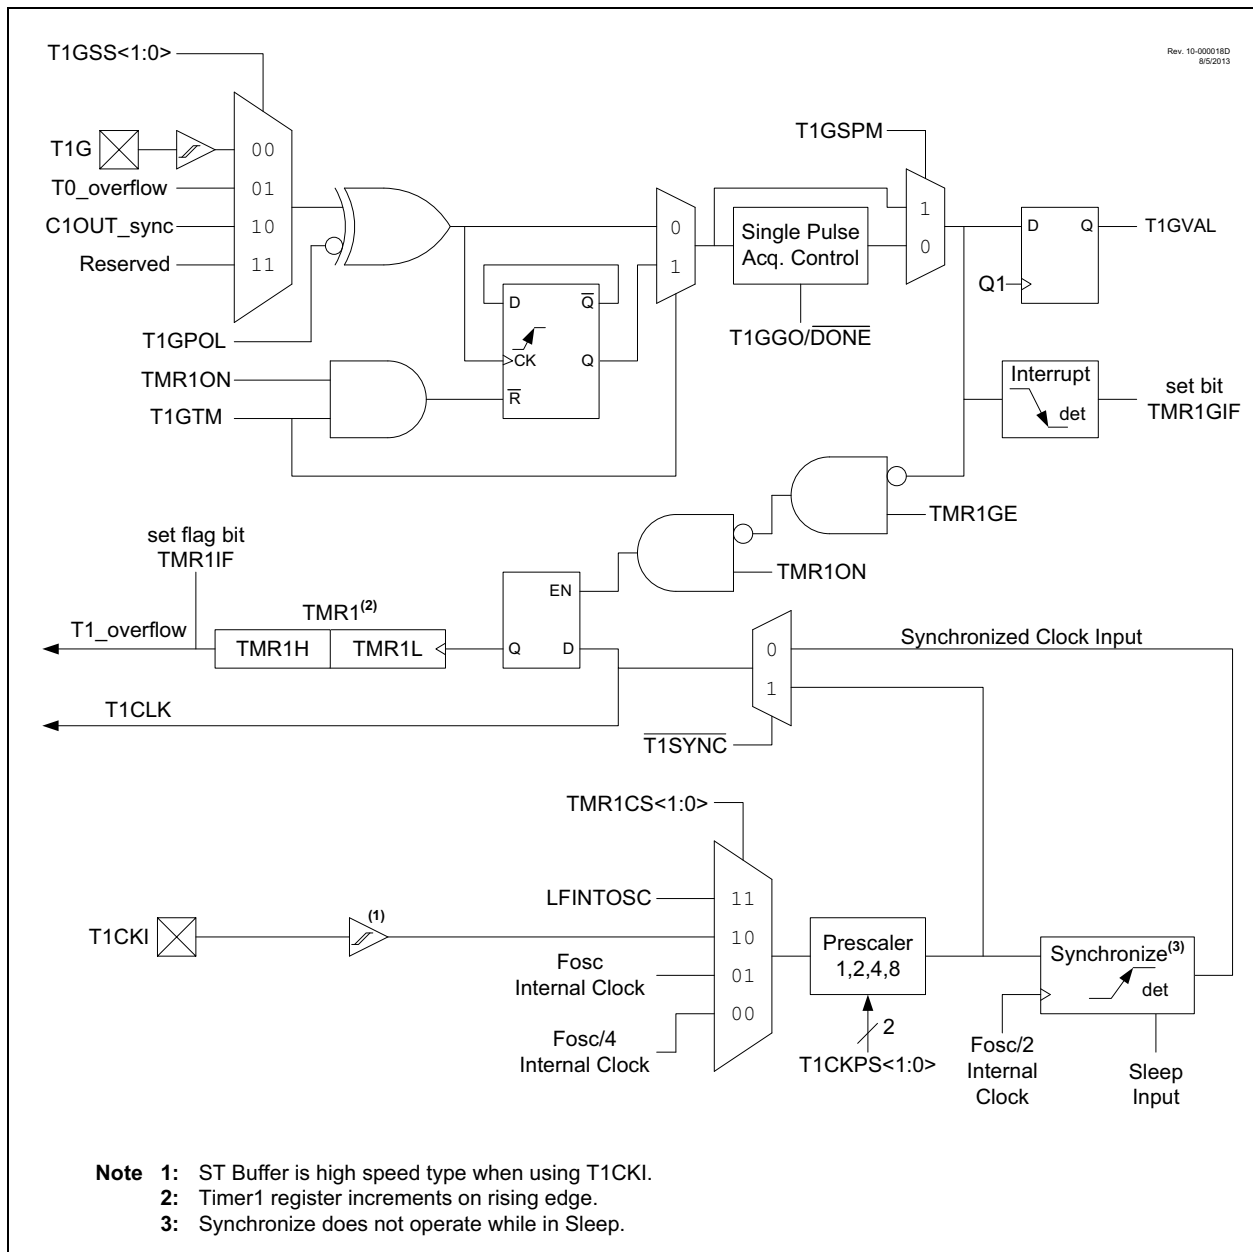 Rev. 10-000018D
8/5/2013
T1GSS<1:0>
T1G
00
T0_overflow
01
C1OUT_sync
10
Reserved
11
T1GPOL
TMR1ON
T1GTM
D
Q
CK
Q
R
0
1
T1GSPM
Single Pulse
Acq. Control
T1GGO/DONE
1
0
D
Q
Q1
T1GVAL
Interrupt
det
set bit
TMR1GIF
TMR1GE
TMR1ON
set flag bit
TMR1IF
TMR1(2)
T1_overflow
TMR1H
TMR1L
EN
Q
D
T1CLK
0
1
Synchronized Clock Input
T1SYNC
TMR1CS<1:0>
LFINTOSC
11
T1CKI
(1)
10
Fosc
Internal Clock
01
00
Fosc/4
Internal Clock
Prescaler
1,2,4,8
2
T1CKPS<1:0>
Synchronize(3)
det
Fosc/2
Internal
Clock
Sleep
Input
Note 1: ST Buffer is high speed type when using T1CKI.
2: Timer1 register increments on rising edge.
3: Synchronize does not operate while in Sleep.